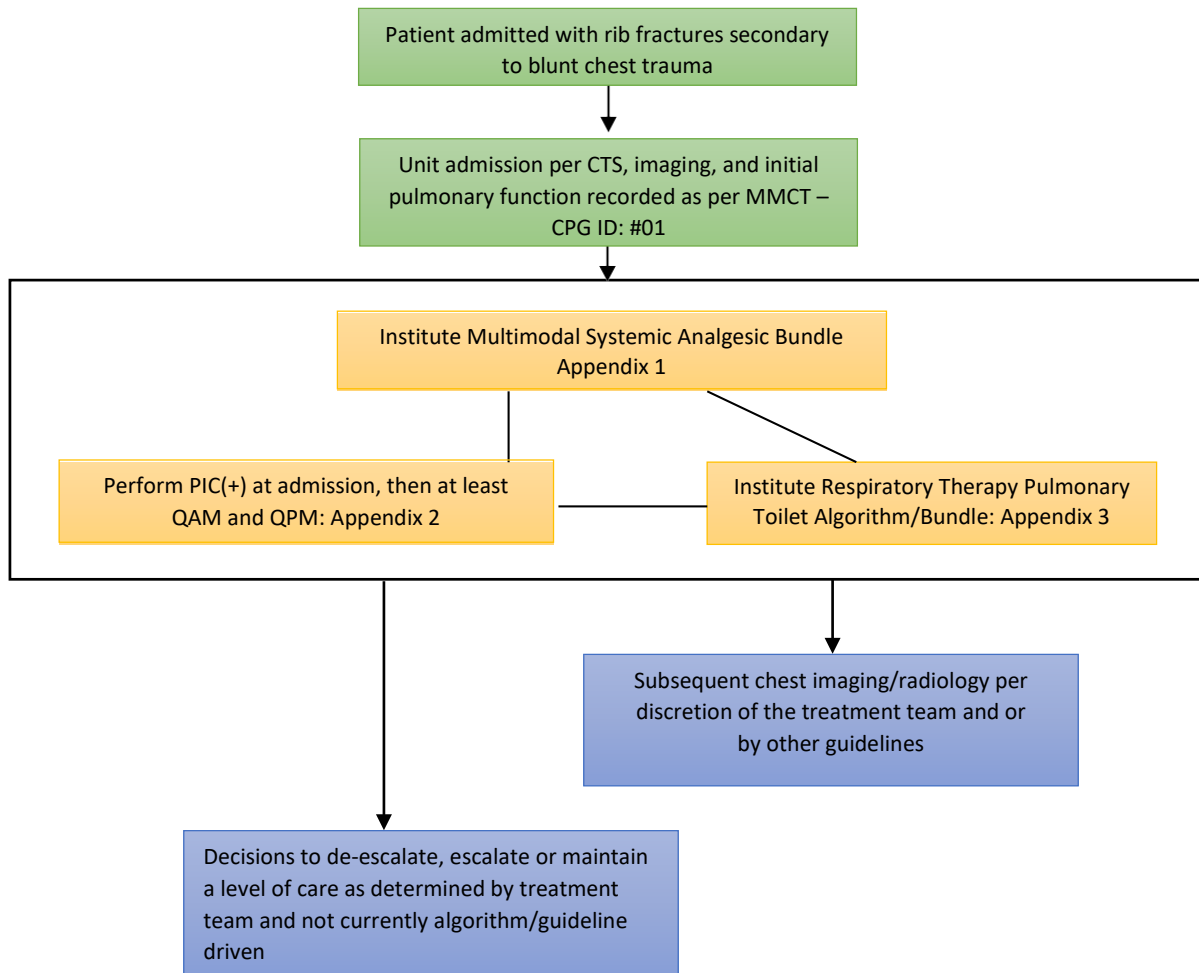 Patient admitted with rib fractures secondary
to blunt chest trauma
Unit admission per CTS, imaging, and initial
pulmonary function recorded as per MMCT –
CPG ID: #01
Institute Multimodal Systemic Analgesic Bundle
Appendix 1
Perform PIC(+) at admission, then at least
QAM and QPM: Appendix 2
Institute Respiratory Therapy Pulmonary
Toilet Algorithm/Bundle: Appendix 3
Subsequent chest imaging/radiology per
discretion of the treatment team and or
by other guidelines
Decisions to de-escalate, escalate or maintain
a level of care as determined by treatment
team and not currently algorithm/guideline
driven